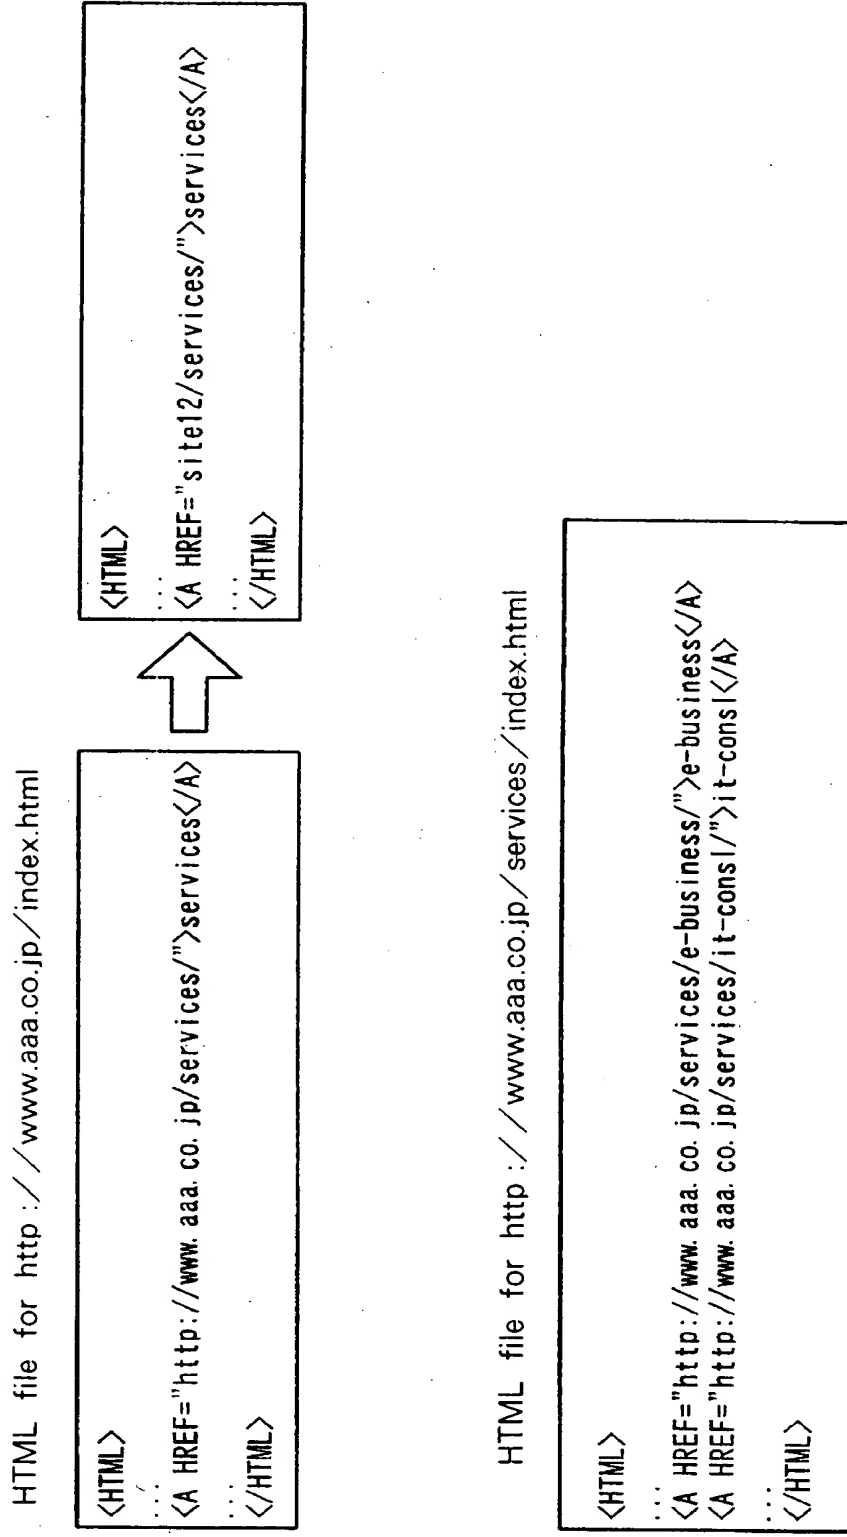 HTML file for http://www.aaa.co.jp/index.html
<HTML>
...
<A HREF="http://www.aaa.co.jp/services/">services</A>
...
</HTML>
<HTML>
...
<A HREF="site12/services/">services</A>
...
</HTML>
HTML file for http://www.aaa.co.jp/services/index.html
<HTML>
...
<A HREF="http://www.aaa.co.jp/services/e-business/">e-business</A>
<A HREF="http://www.aaa.co.jp/services/it-consl/">it-consl</A>
...
</HTML>